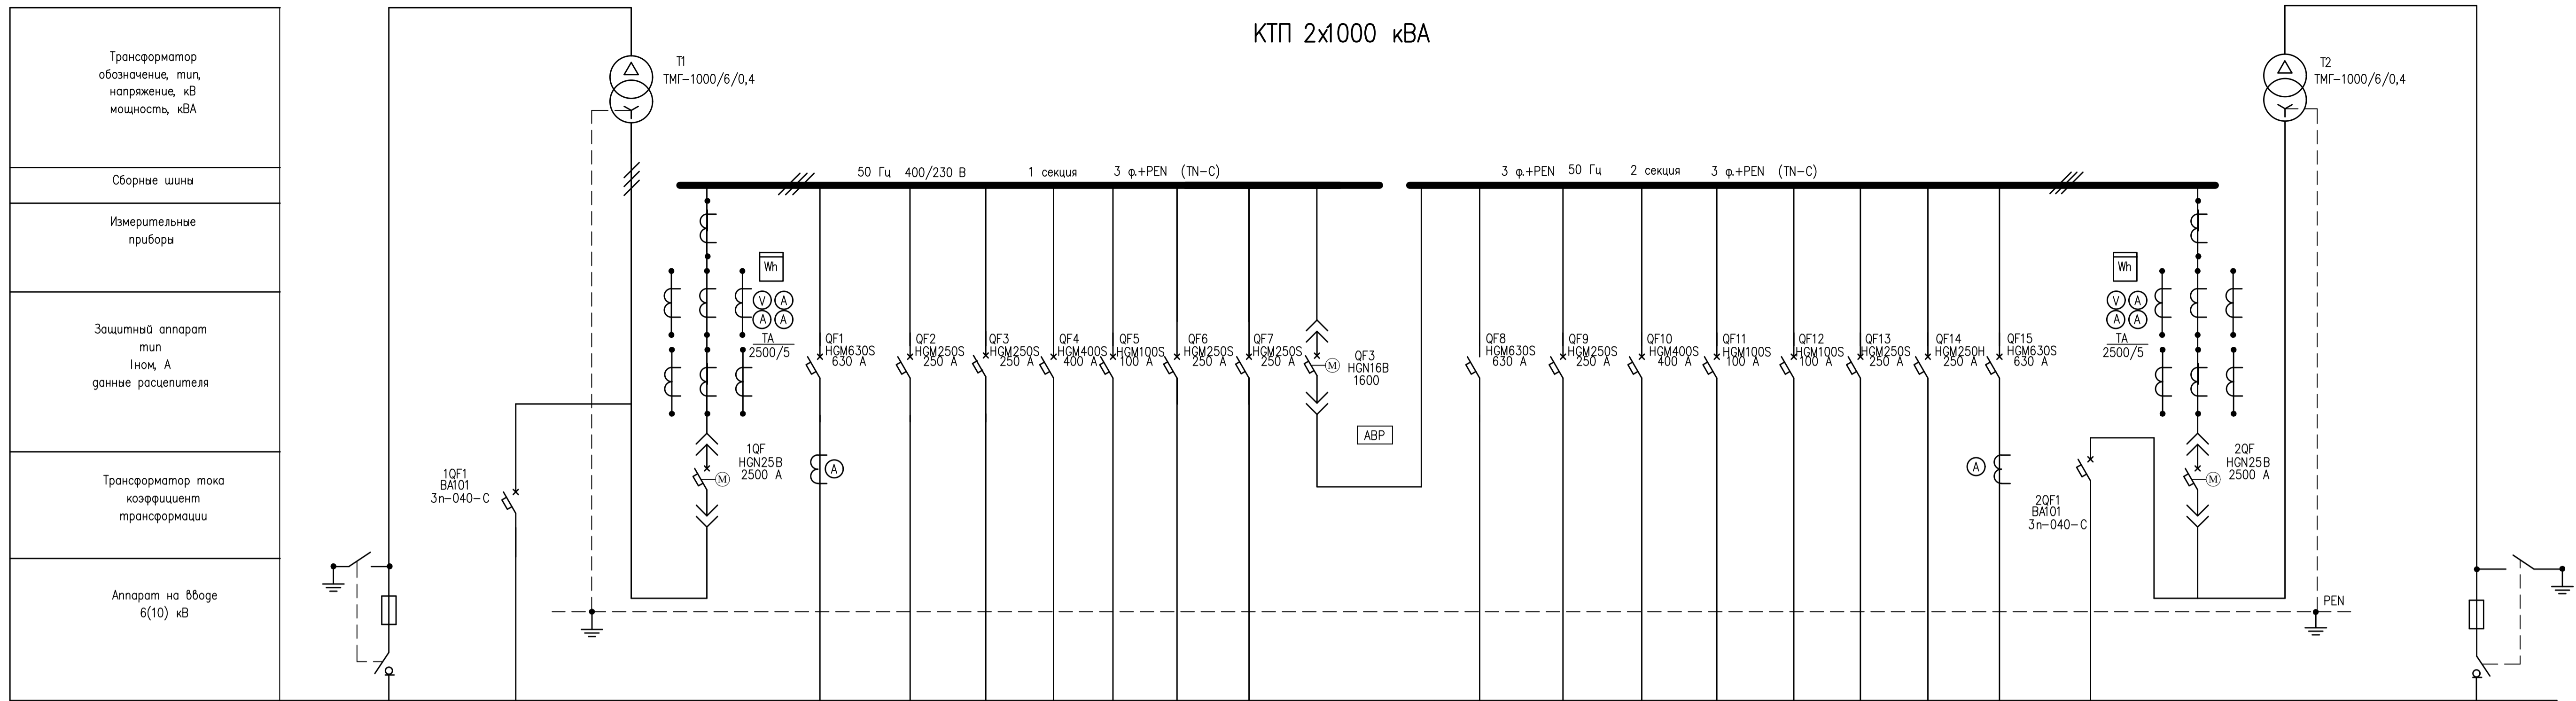 КТП 2х1000 кВА
Трансформатор
обозначение, тип,
напряжение, кВ
мощность, кВА
Сборные шины
Измерительные
приборы
Защитный аппарат
тип
Iном, А
данные расцепителя
Трансформатор тока
коэффициент
трансформации
Аппарат на вводе
6(10) кВ
Т1
ТМГ-1000/6/0,4
1QF1
ВА101
3п-040-С
50 Гц 400/230 В 1 секция 3 ф.+PEN (TN-C)
Wh
V A
A A
TA
2500/5
1QF
HGN25B
2500 А
M
QF1
HGM630S
630 А
A
QF2
HGM250S
250 А
QF3
HGM250S
250 А
QF4
HGM400S
400 А
QF5
HGM100S
100 А
QF6
HGM250S
250 А
QF7
HGM250S
250 А
M
QF3
HGN16B
1600
АВР
3 ф.+PEN 50 Гц 2 секция 3 ф.+PEN (TN-C)
QF8
HGM630S
630 А
QF9
HGM250S
250 А
QF10
HGM400S
400 А
QF11
HGM100S
100 А
QF12
HGM100S
100 А
QF13
HGM250S
250 А
QF14
HGM250H
250 А
QF15
HGM630S
630 А
A
2QF1
ВА101
3п-040-С
Wh
V A
A A
TA
2500/5
2QF
HGN25B
2500 А
M
Т2
ТМГ-1000/6/0,4
PEN